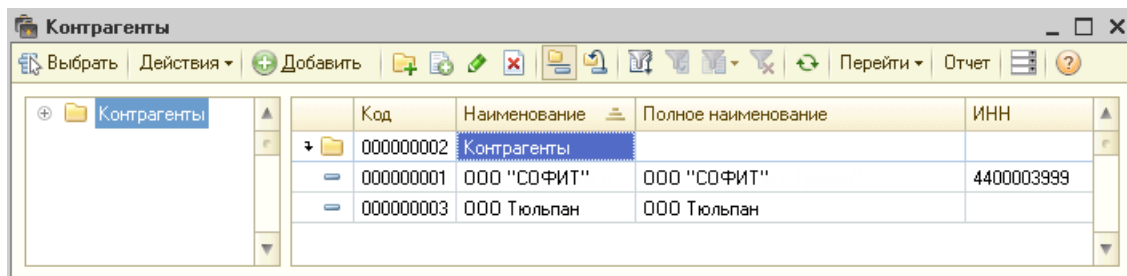 Контрагенты
Выбрать Действия Добавить Перейти Отчет
Контрагенты
Код Наименование Полное наименование ИНН
000000002 Контрагенты
000000001 ООО "СОФИТ" ООО "СОФИТ" 4400003999
000000003 ООО Тюльпан ООО Тюльпан